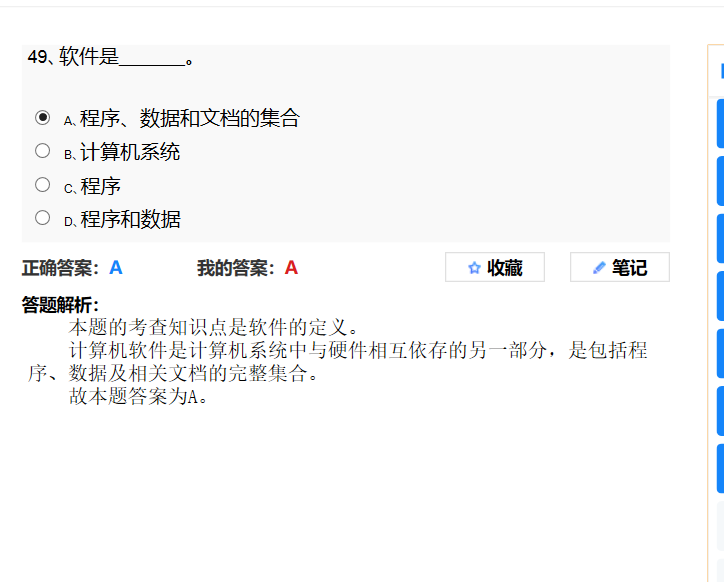 49、软件是_______。
A、程序、数据和文档的集合
B、计算机系统
C、程序
D、程序和数据
正确答案：A 我的答案：A 收藏 笔记
答题解析：
本题的考查知识点是软件的定义。
计算机软件是计算机系统中与硬件相互依存的另一部分，是包括程
序、数据及相关文档的完整集合。
故本题答案为A。